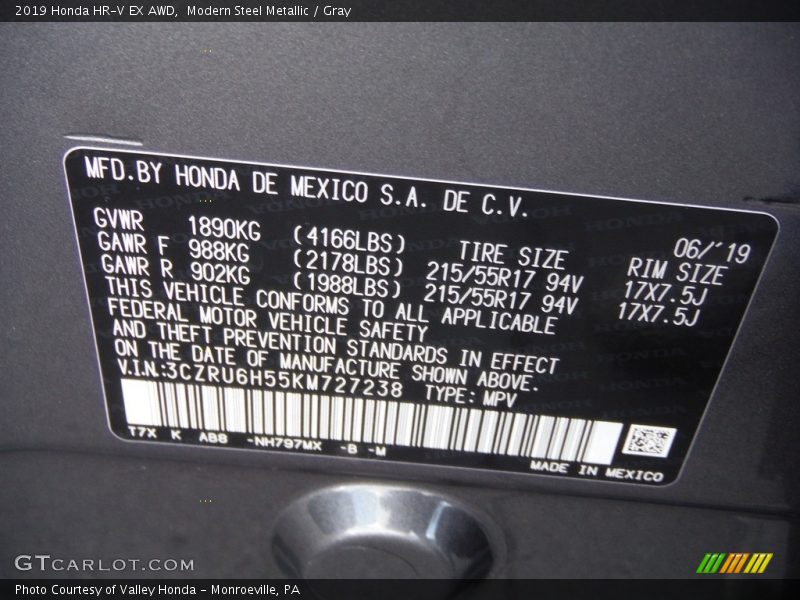 2019 Honda HR-V EX AWD,  Modern Steel Metallic / Gray
MFD.BY HONDA DE MEXICO S.A. DE C.V.
06/'19
GVWR 1890KG (4166LBS) TIRE SIZE RIM SIZE
GAWR F 988KG (2178LBS) 215/55R17 94V 17X7.5J
GAWR R 902KG (1988LBS) 215/55R17 94V 17X7.5J
THIS VEHICLE CONFORMS TO ALL APPLICABLE
FEDERAL MOTOR VEHICLE SAFETY
AND THEFT PREVENTION STANDARDS IN EFFECT
ON THE DATE OF MANUFACTURE SHOWN ABOVE.
V.I.N:3CZRU6H55KM727238 TYPE: MPV
T7X K AB8 -NH797MX -B -M
MADE IN MEXICO
GTCARLOT.COM
Photo Courtesy of Valley Honda - Monroeville, PA